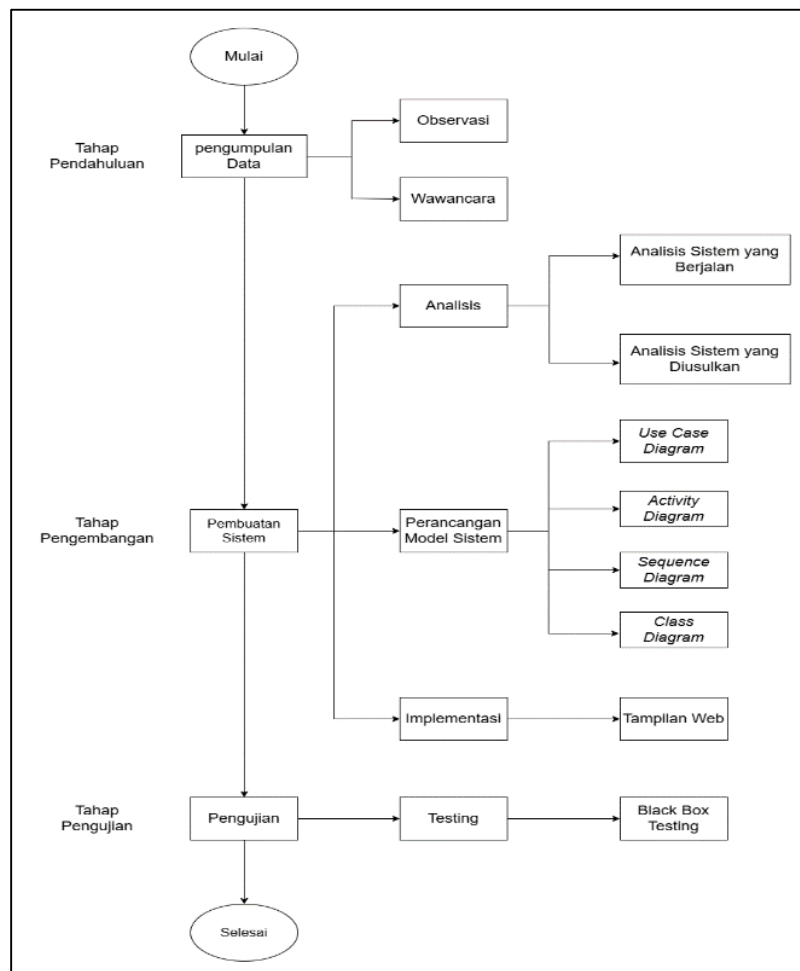 Mulai
Tahap
Pendahuluan
pengumpulan
Data
Observasi
Wawancara
Analisis
Analisis Sistem yang
Berjalan
Analisis Sistem yang
Diusulkan
Tahap
Pengembangan
Pembuatan
Sistem
Perancangan
Model Sistem
Use Case
Diagram
Activity
Diagram
Sequence
Diagram
Class
Diagram
Implementasi
Tampilan Web
Tahap
Pengujian
Pengujian
Testing
Black Box
Testing
Selesai